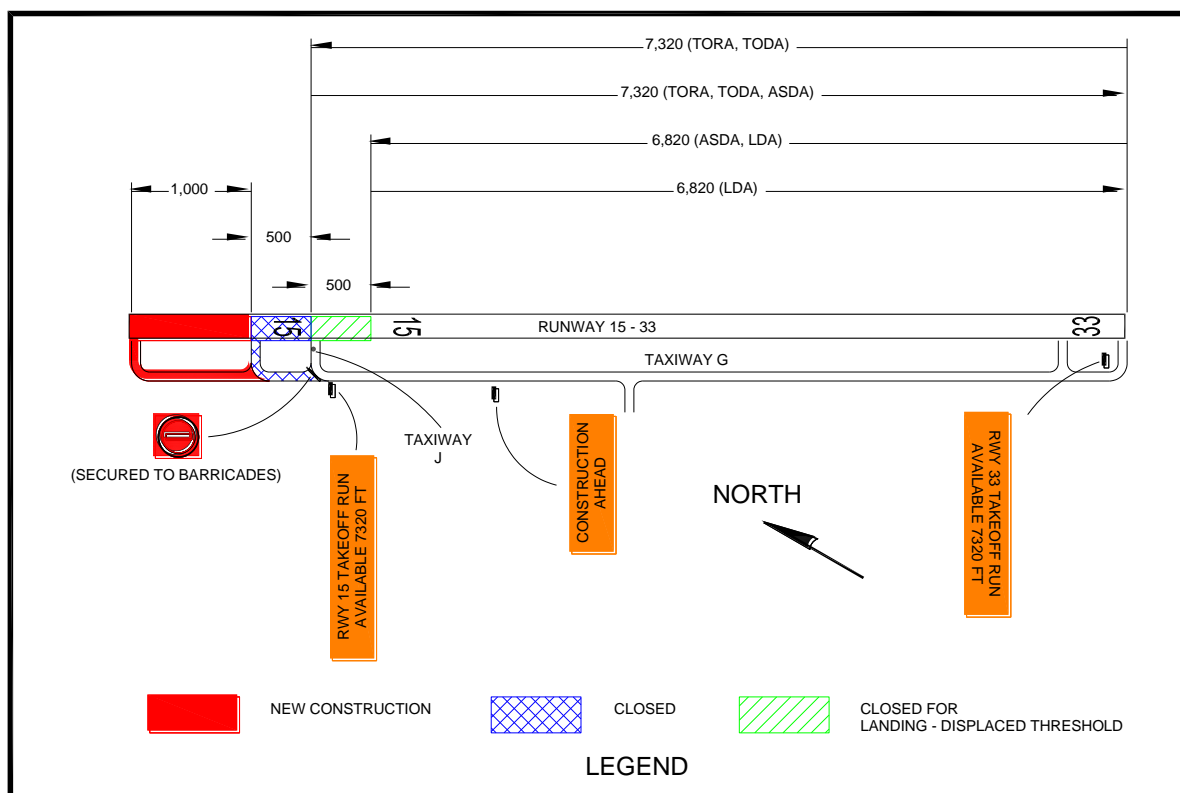 7,320 (TORA, TODA)
7,320 (TORA, TODA, ASDA)
6,820 (ASDA, LDA)
1,000
6,820 (LDA)
500
500
15
15
RUNWAY 15 - 33
33
TAXIWAY G
TAXIWAY
J
(SECURED TO BARRICADES)
RWY 15 TAKEOFF RUN
AVAILABLE 7320 FT
CONSTRUCTION
AHEAD
RWY 33 TAKEOFF RUN
AVAILABLE 7320 FT
NORTH
NEW CONSTRUCTION
CLOSED
CLOSED FOR
LANDING - DISPLACED THRESHOLD
LEGEND